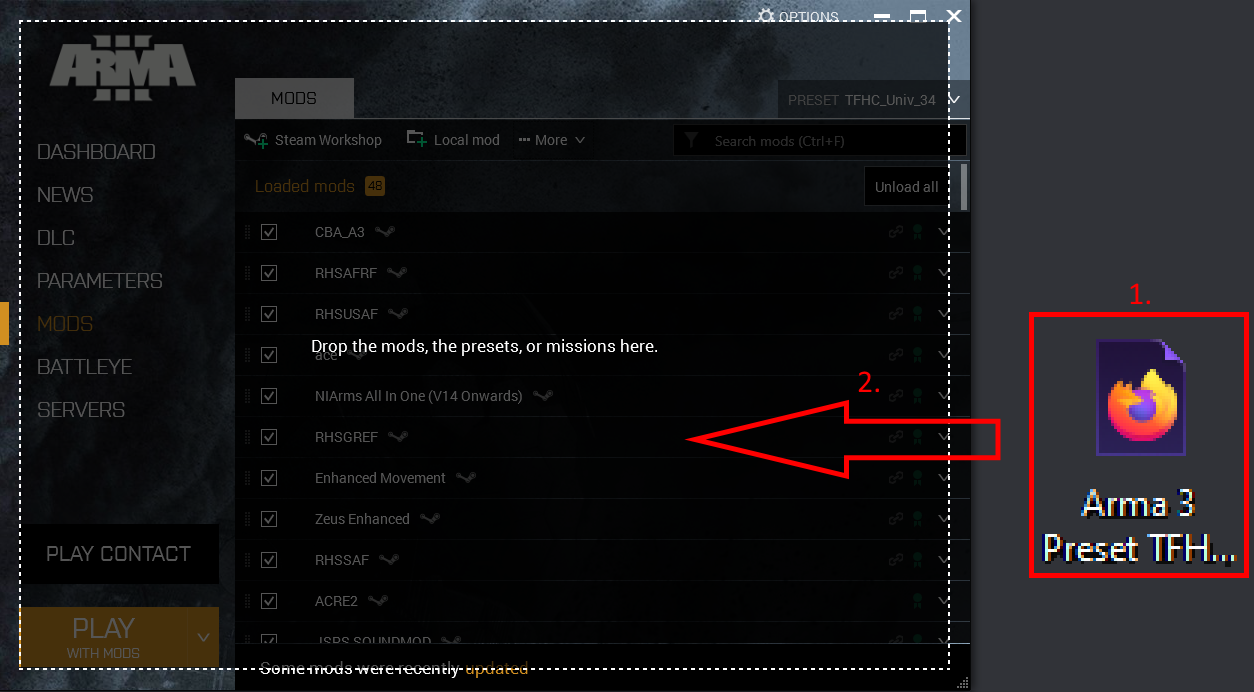 OPTIONS
ARMA
III
MODS
PRESET TFHC_Univ_34
Steam Workshop Local mod More
Search mods (Ctrl+F)
DASHBOARD
NEWS
DLC
PARAMETERS
MODS
BATTLEYE
SERVERS
PLAY CONTACT
PLAY
WITH MODS
Loaded mods 48
Unload all
CBA_A3
RHSAFRF
RHSUSAF
Drop the mods, the presets, or missions here.
ace
NIArms All In One (V14 Onwards)
RHSGREF
Enhanced Movement
Zeus Enhanced
RHSSAF
ACRE2
JSRS SOUNDMOD
Some mods were recently updated
1.
2.
Arma 3
Preset TFH...